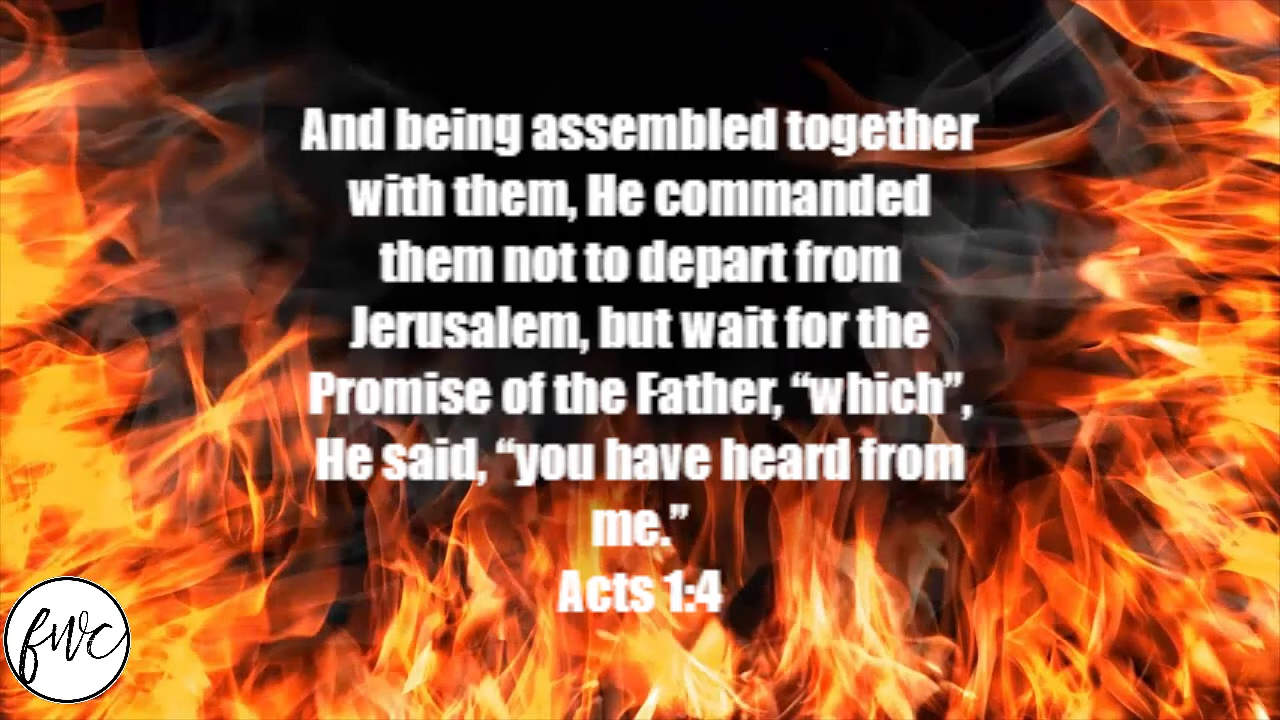 And being assembled together
with them, He commanded
them not to depart from
Jerusalem, but wait for the
Promise of the Father, “which”,
He said, “you have heard from
me.”
Acts 1:4
fwc